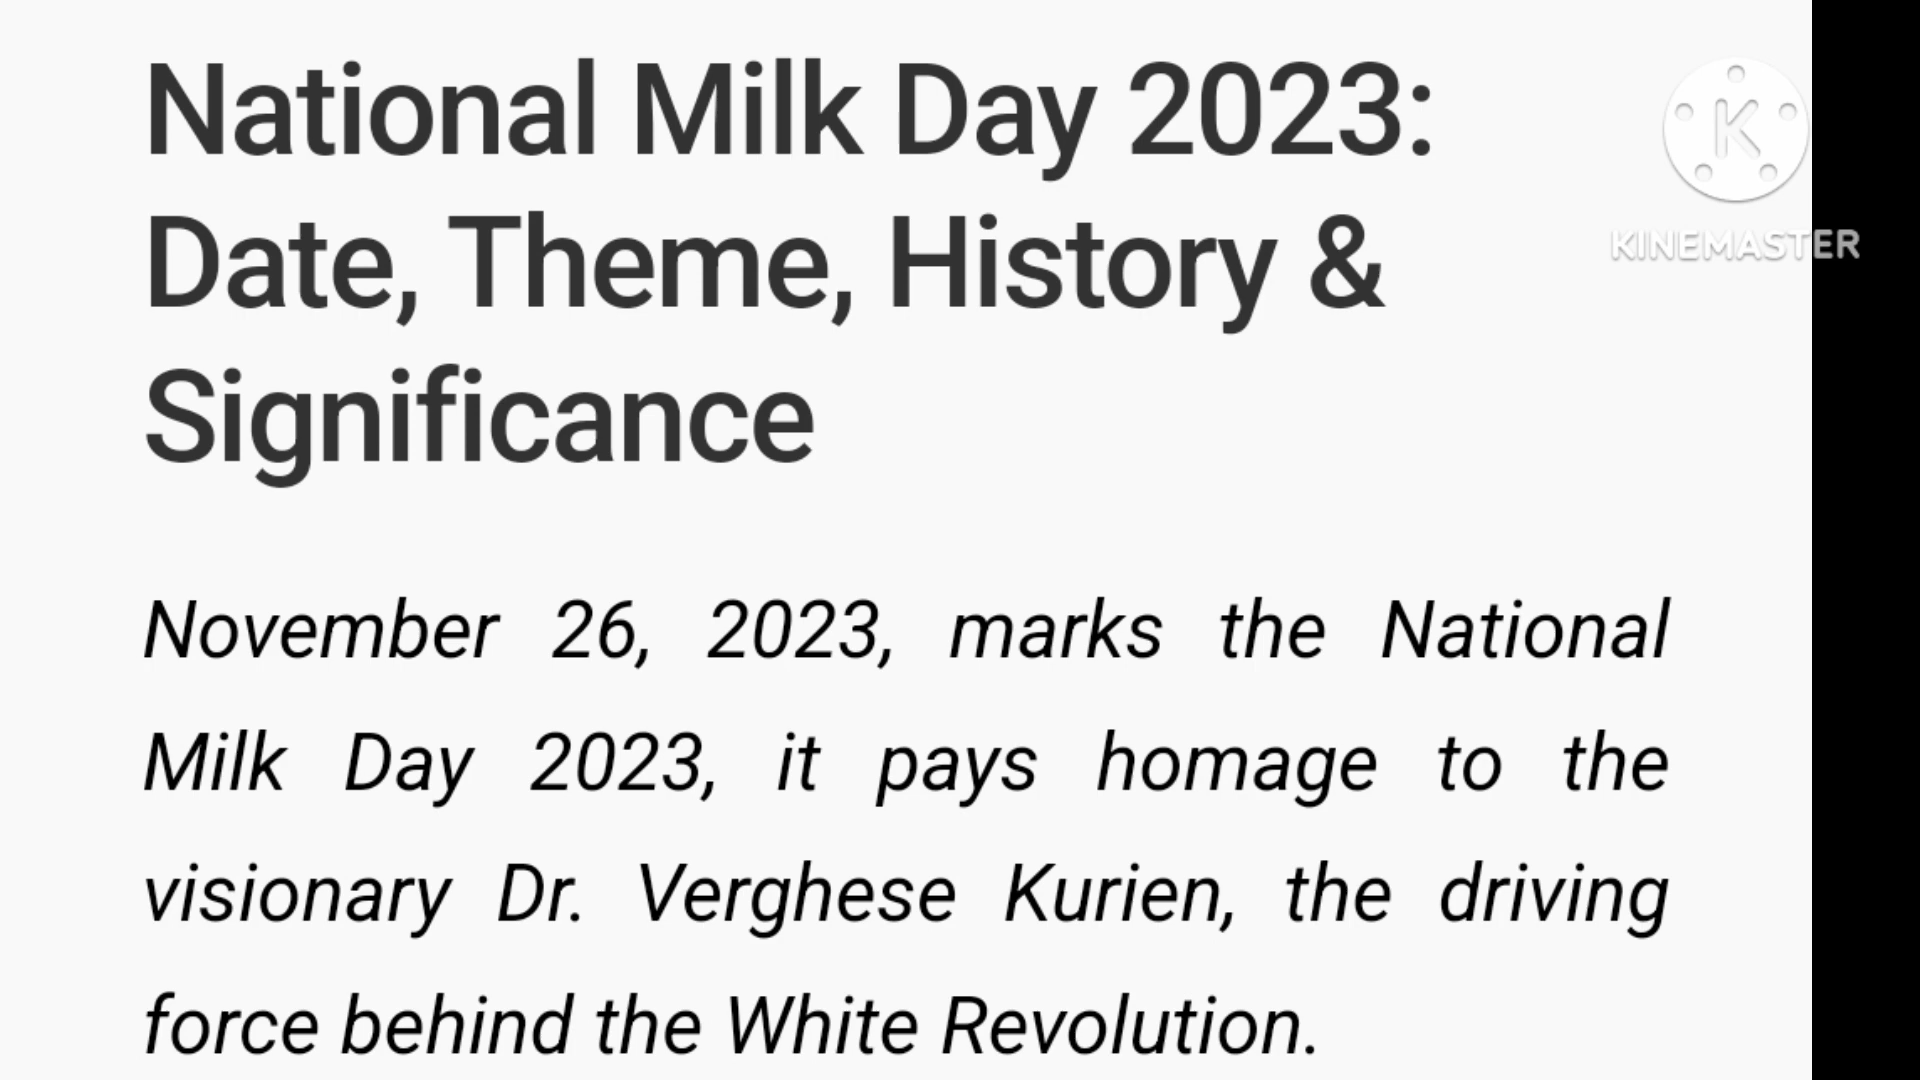 National Milk Day 2023:
Date, Theme, History &
Significance
K
KINEMASTER
November 26, 2023, marks the National
Milk Day 2023, it pays homage to the
visionary Dr. Verghese Kurien, the driving
force behind the White Revolution.